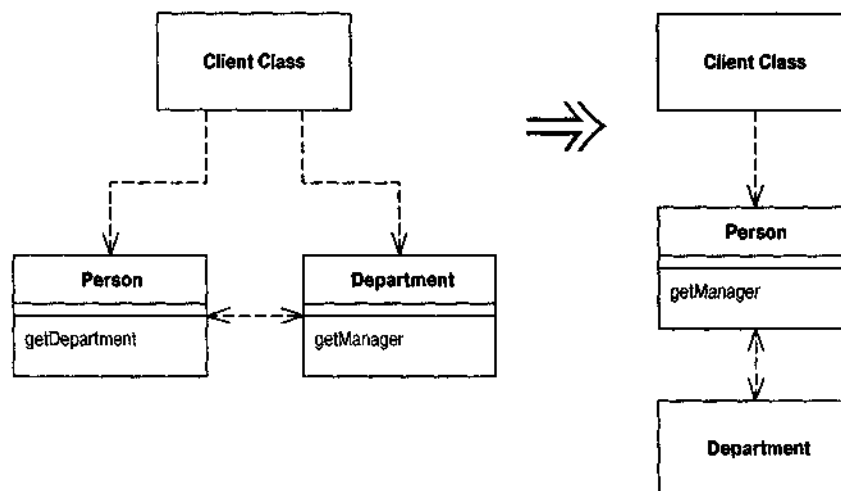 Client Class
Person
getDepartment
Department
getManager
Client Class
Person
getManager
Department